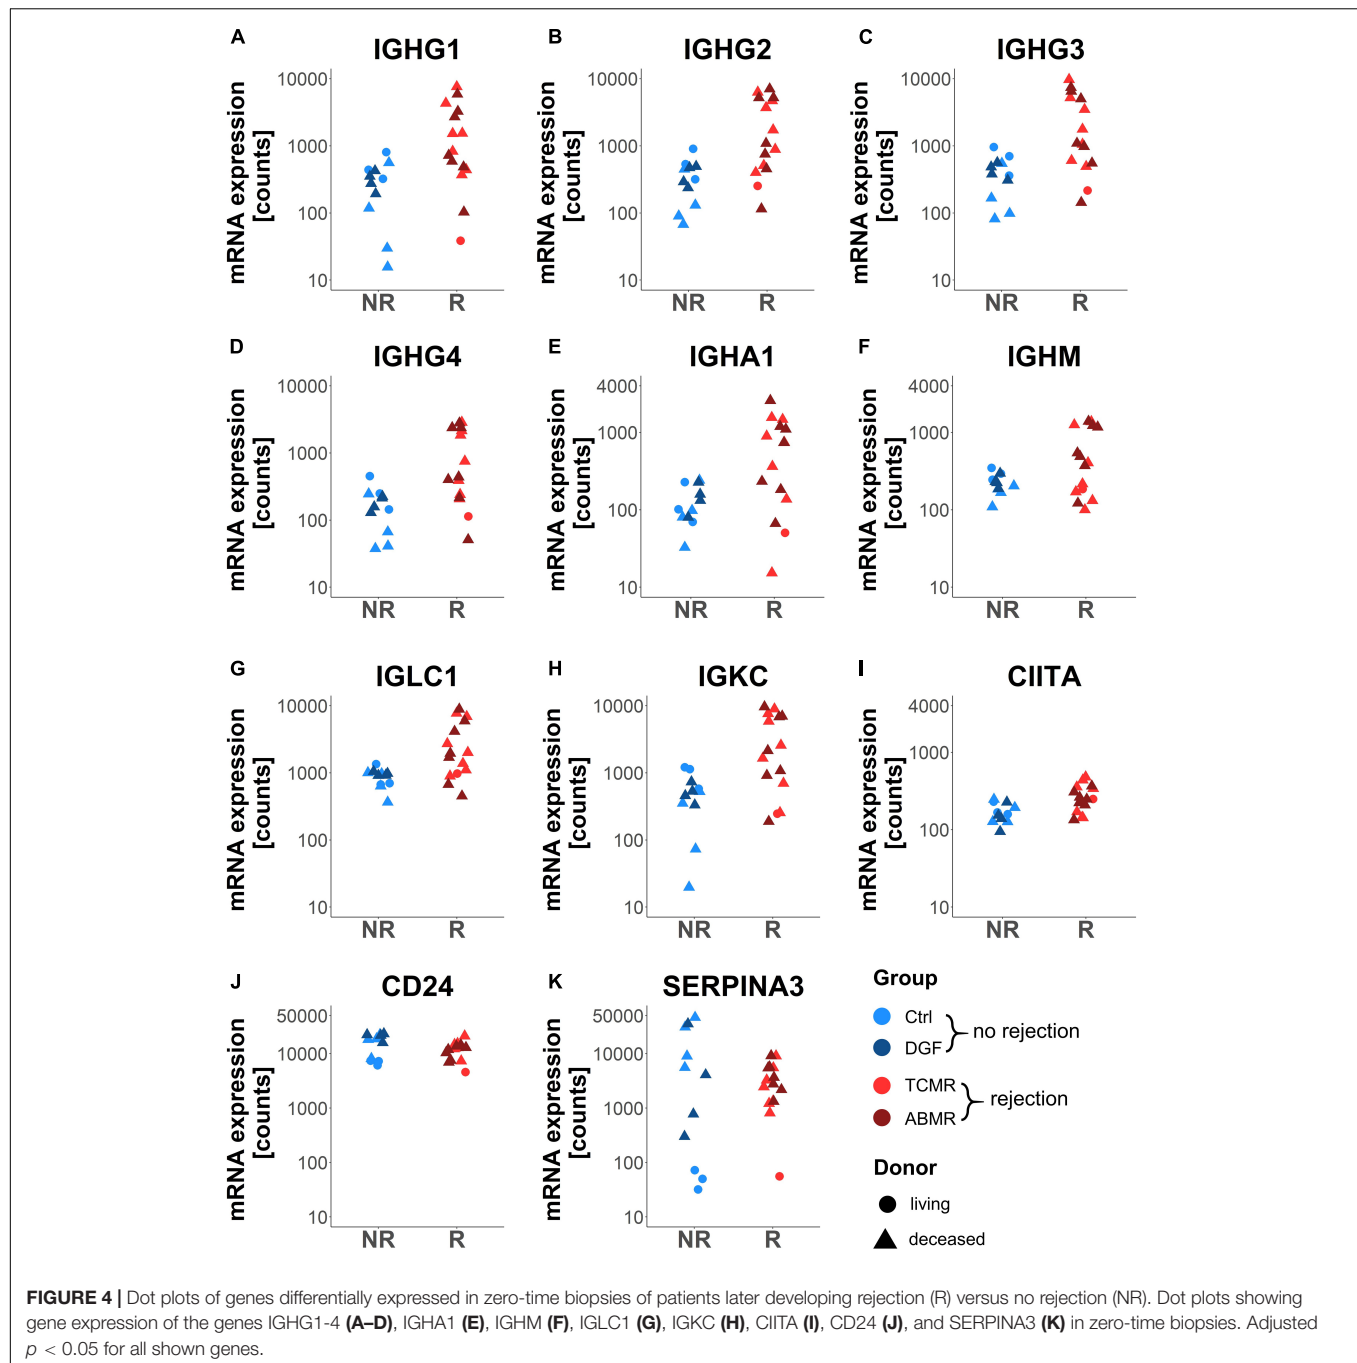 A IGHG1
mRNA expression
[counts]
10000
1000
100
10
NR R
B IGHG2
mRNA expression
[counts]
10000
1000
100
10
NR R
C IGHG3
mRNA expression
[counts]
10000
1000
100
10
NR R
D IGHG4
mRNA expression
[counts]
10000
1000
100
10
NR R
E IGHA1
mRNA expression
[counts]
4000
1000
100
10
NR R
F IGHM
mRNA expression
[counts]
4000
1000
100
10
NR R
G IGLC1
mRNA expression
[counts]
10000
1000
100
10
NR R
H IGKC
mRNA expression
[counts]
10000
1000
100
10
NR R
I CIITA
mRNA expression
[counts]
4000
1000
100
10
NR R
J CD24
mRNA expression
[counts]
50000
10000
1000
100
10
NR R
K SERPINA3
mRNA expression
[counts]
50000
10000
1000
100
10
NR R
Group
Ctrl
DGF
no rejection
TCMR
ABMR
rejection
Donor
living
deceased
FIGURE 4 | Dot plots of genes differentially expressed in zero-time biopsies of patients later developing rejection (R) versus no rejection (NR). Dot plots showing
gene expression of the genes IGHG1-4 (A–D), IGHA1 (E), IGHM (F), IGLC1 (G), IGKC (H), CIITA (I), CD24 (J), and SERPINA3 (K) in zero-time biopsies. Adjusted
p < 0.05 for all shown genes.